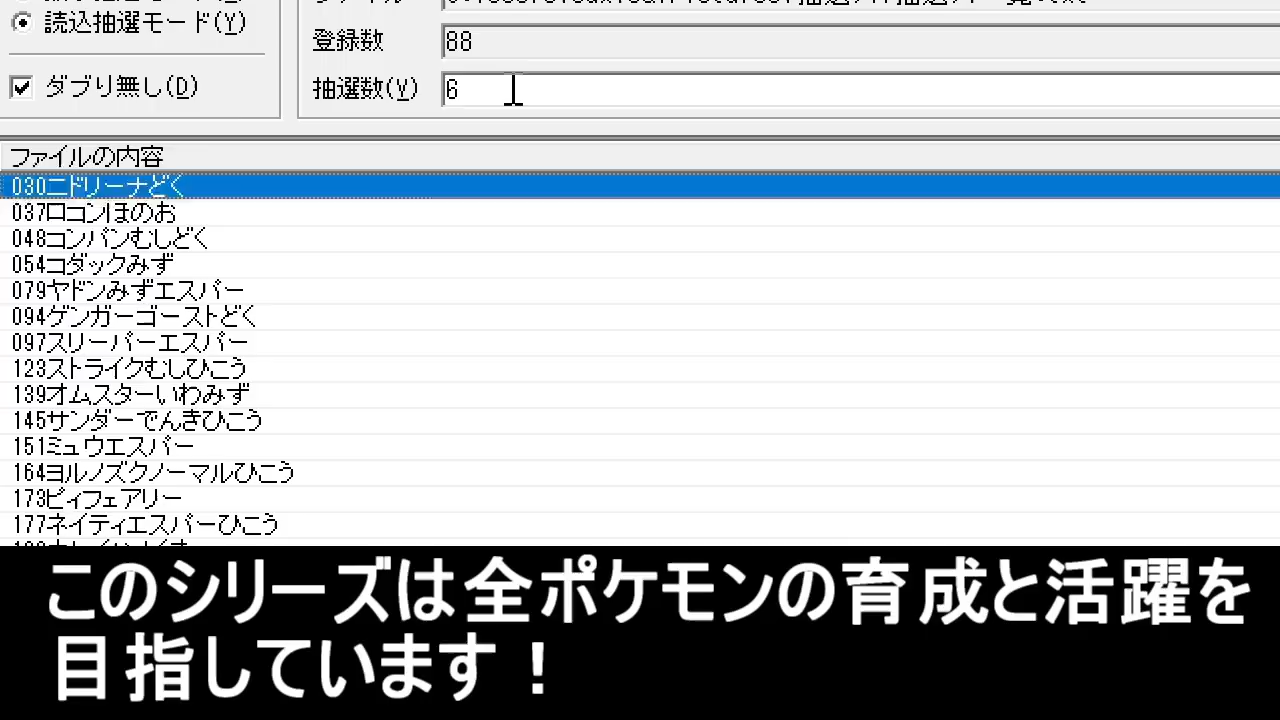 読込抽選モード(Y)
登録数 88
ダブり無し(D)
抽選数(V) 6
ファイルの内容
030ニドリーナどく
037ロコンほのお
048コンパンむしどく
054コダックみず
079ヤドンみずエスパー
094ゲンガーゴーストどく
097スリーパーエスパー
123ストライクむしひこう
139オムスターいわみず
145サンダーでんきひこう
151ミュウエスパー
164ヨルノズクノーマルひこう
173ピィフェアリー
177ネイティエスパーひこう
このシリーズは全ポケモンの育成と活躍を
目指しています！